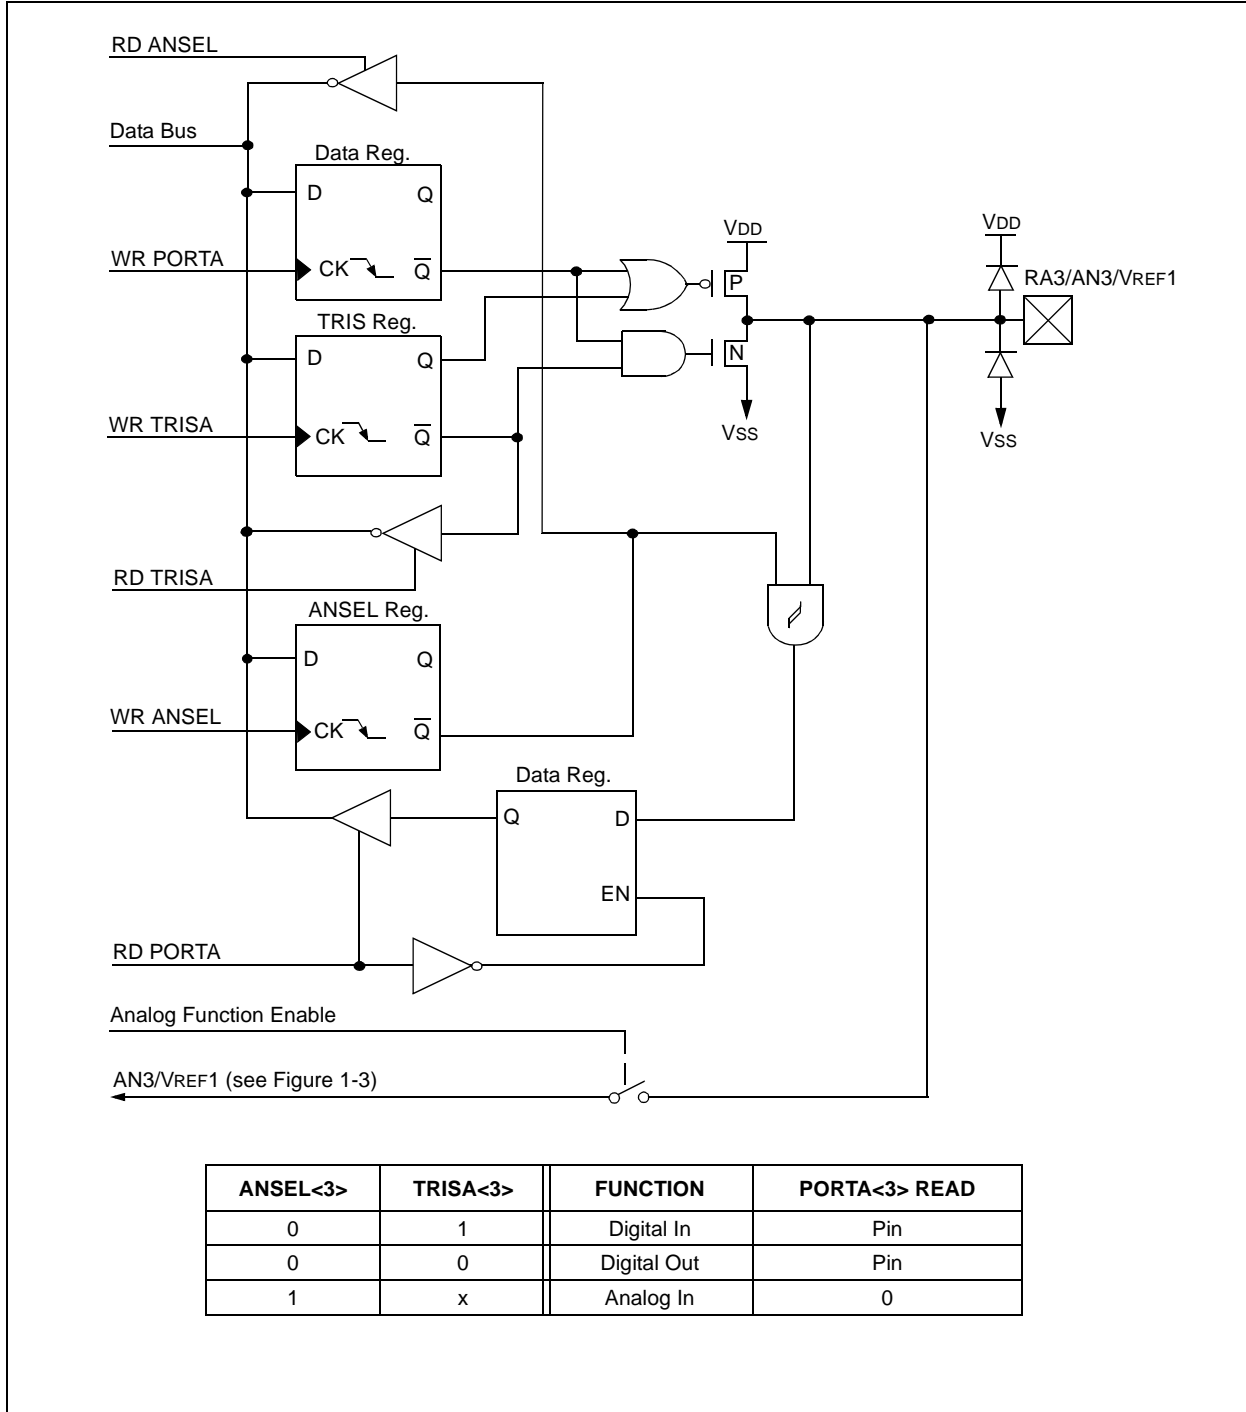 RD ANSEL
Data Bus
Data Reg.
D Q
WR PORTA
CK Q̅
VDD
P
VDD
RA3/AN3/VREF1
TRIS Reg.
D Q
N
WR TRISA
CK Q̅
VSS
VSS
RD TRISA
ANSEL Reg.
D Q
WR ANSEL
CK Q̅
Data Reg.
Q D
EN
RD PORTA
Analog Function Enable
AN3/VREF1 (see Figure 1-3)
ANSEL<3> TRISA<3> FUNCTION PORTA<3> READ
0 1 Digital In Pin
0 0 Digital Out Pin
1 x Analog In 0